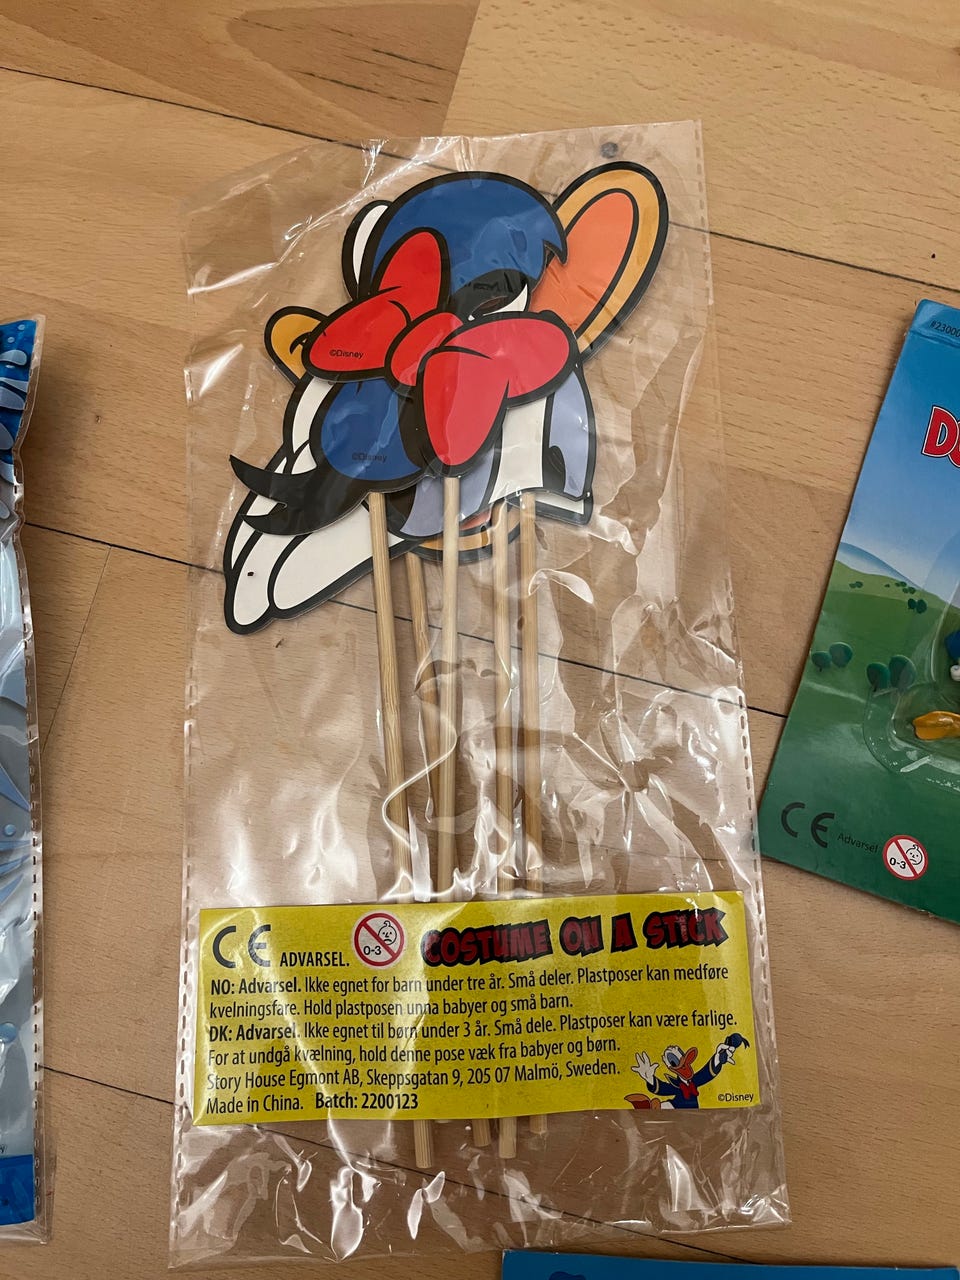 ©Disney
©Disney
CE ADVARSEL. 0-3 COSTUME ON A STICK
NO: Advarsel. Ikke egnet for barn under tre år. Små deler. Plastposer kan medføre
kvelningsfare. Hold plastposen unna babyer og små barn.
DK: Advarsel. Ikke egnet til børn under 3 år. Små dele. Plastposer kan være farlige.
For at undgå kvælning, hold denne pose væk fra babyer og børn.
Story House Egmont AB, Skeppsgatan 9, 205 07 Malmö, Sweden.
Made in China. Batch: 2200123
©Disney
CE Advarsel 0-3